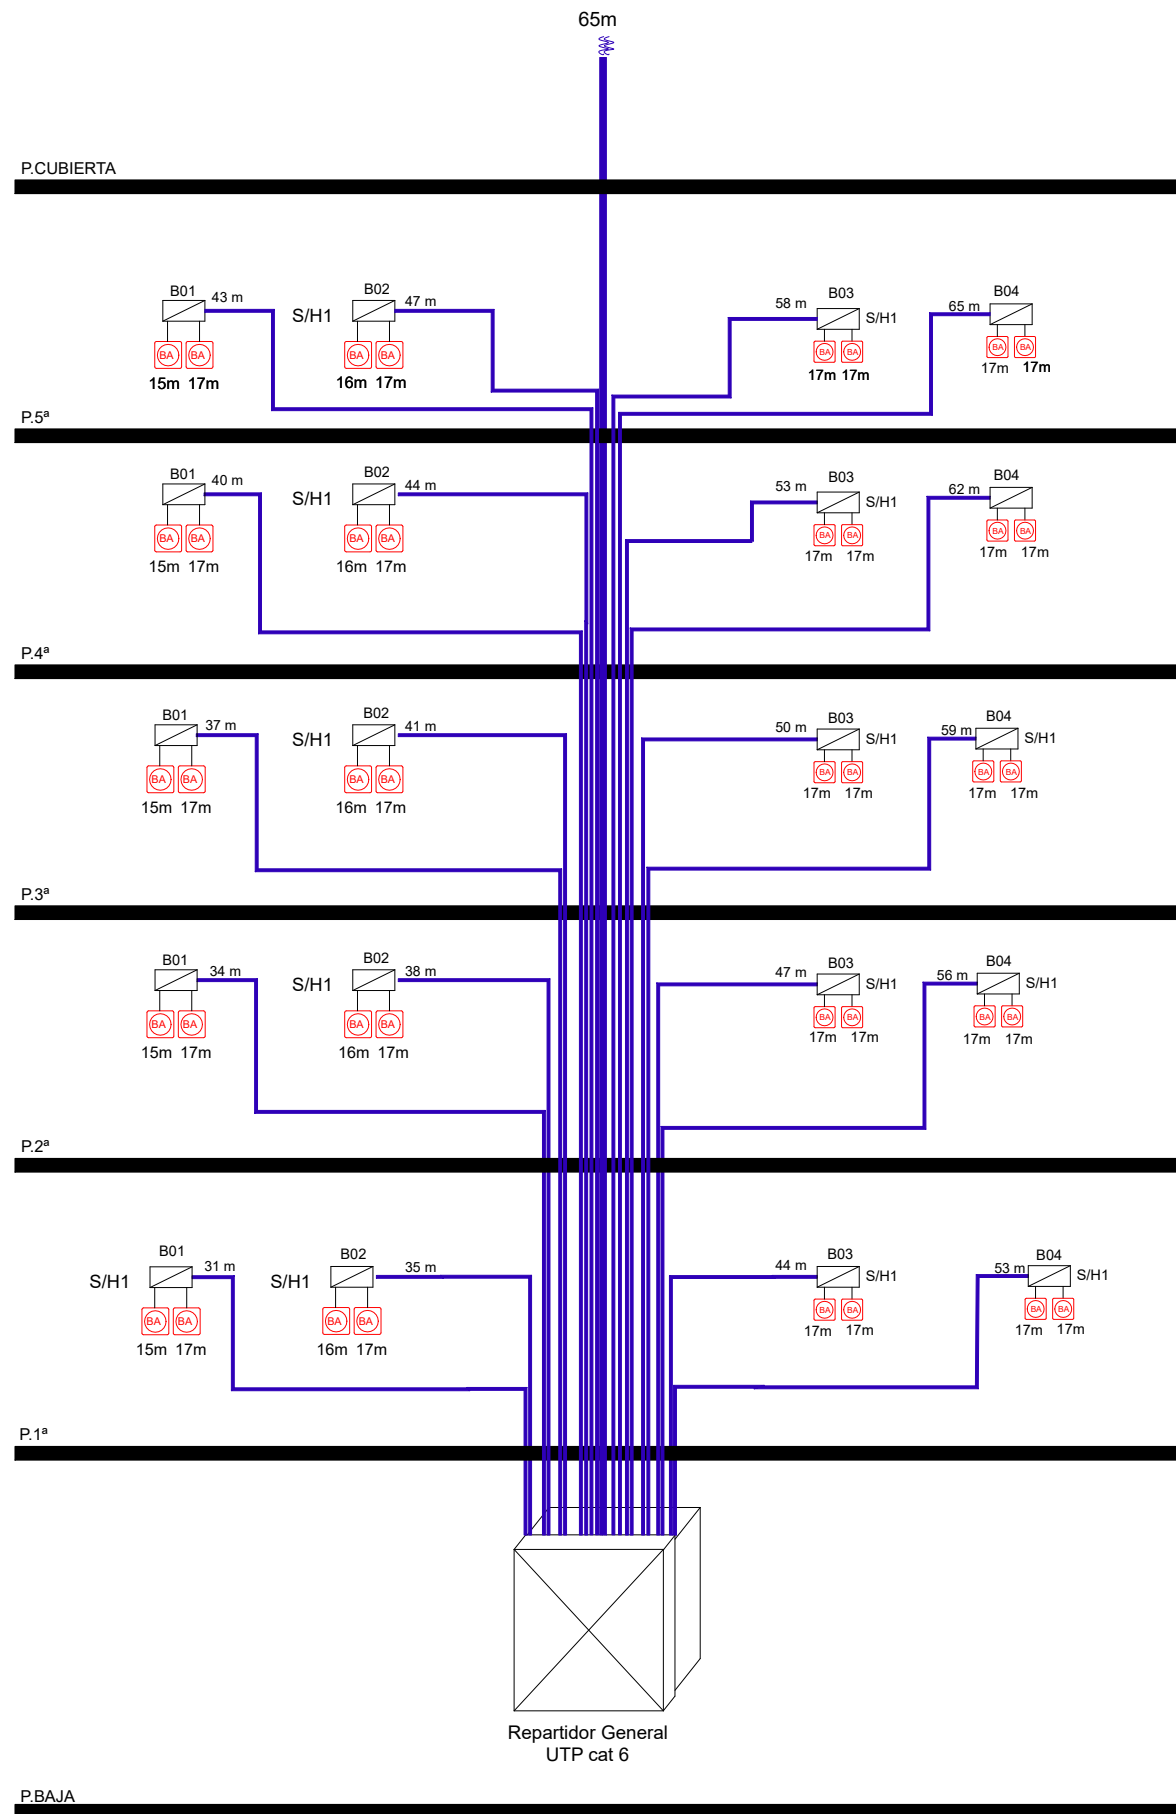 65m
P.CUBIERTA
B01 43 m S/H1 B02 47 m 58 m B03 S/H1 65 m B04
BA BA BA BA BA BA BA BA
15m 17m 16m 17m 17m 17m 17m 17m
P.5ª
B01 40 m S/H1 B02 44 m 53 m B03 S/H1 62 m B04
BA BA BA BA BA BA BA BA
15m 17m 16m 17m 17m 17m 17m 17m
P.4ª
B01 37 m S/H1 B02 41 m 50 m B03 S/H1 59 m B04 S/H1
BA BA BA BA BA BA BA BA
15m 17m 16m 17m 17m 17m 17m 17m
P.3ª
B01 34 m S/H1 B02 38 m 47 m B03 S/H1 56 m B04 S/H1
BA BA BA BA BA BA BA BA
15m 17m 16m 17m 17m 17m 17m 17m
P.2ª
S/H1 B01 31 m S/H1 B02 35 m 44 m B03 S/H1 53 m B04 S/H1
BA BA BA BA BA BA BA BA
15m 17m 16m 17m 17m 17m 17m 17m
P.1ª
Repartidor General
UTP cat 6
P.BAJA